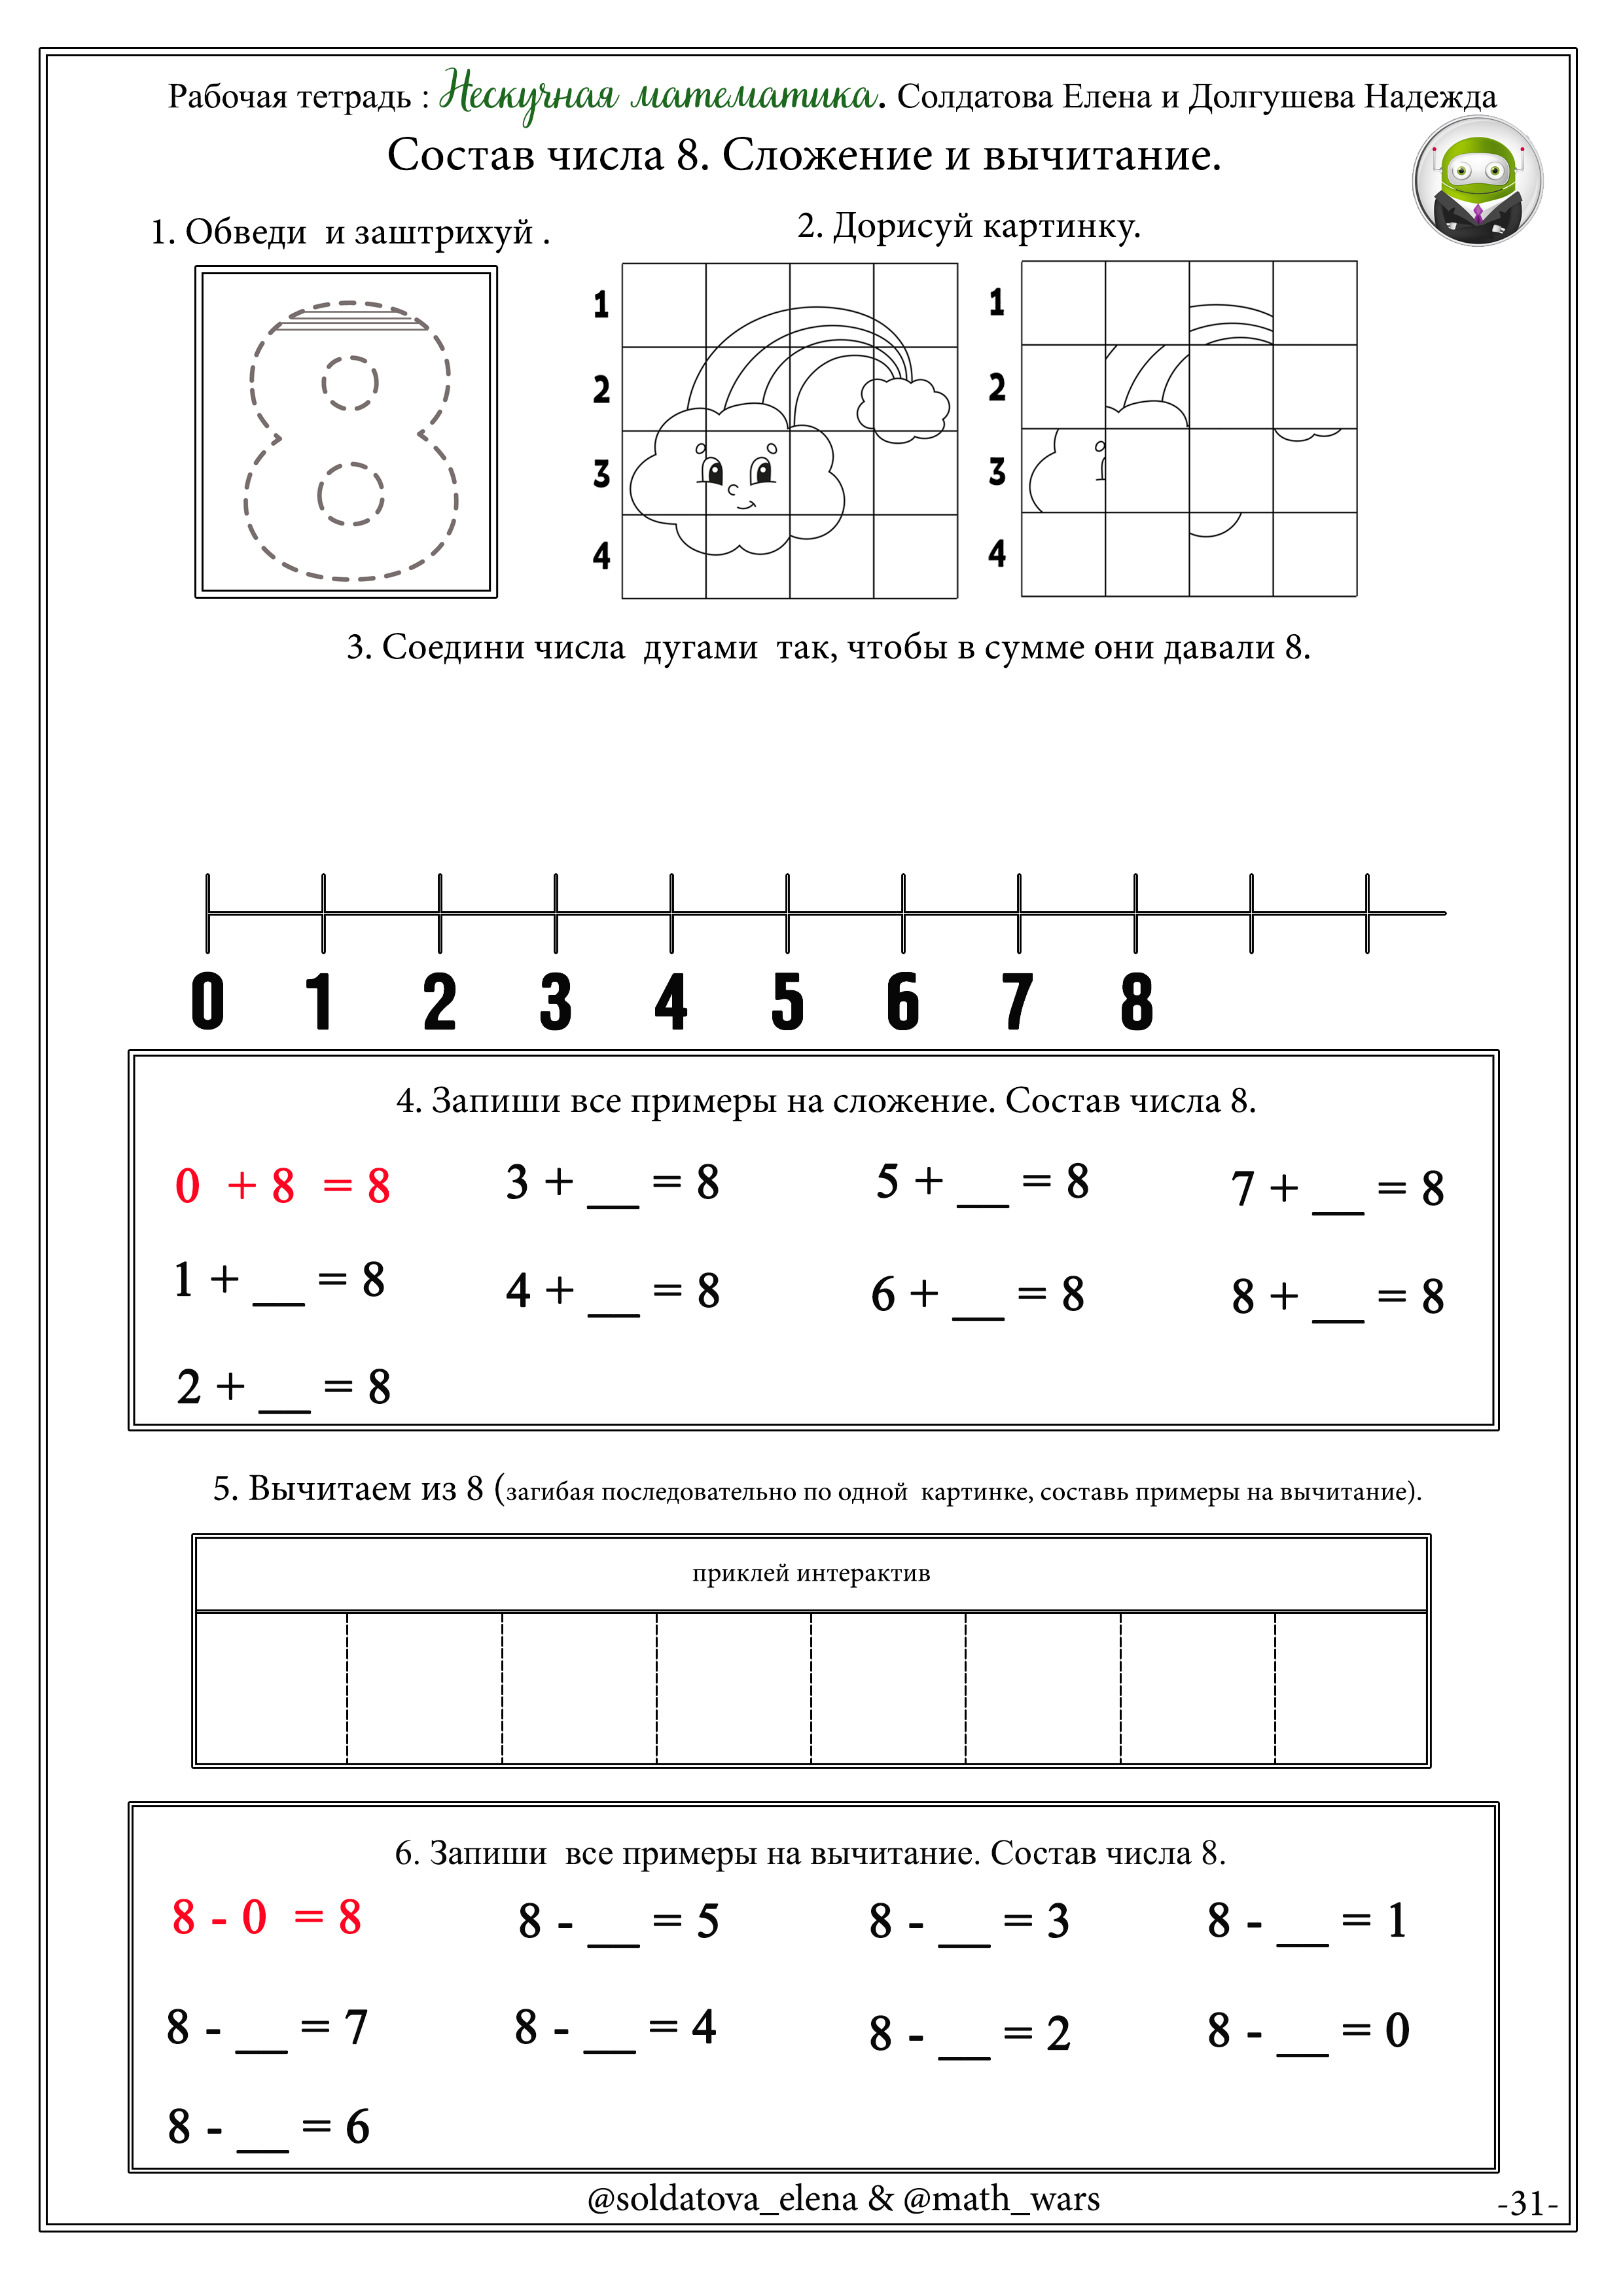 Рабочая тетрадь : Нескучная математика. Солдатова Елена и Долгушева Надежда
Состав числа 8. Сложение и вычитание.
1. Обведи и заштрихуй .
2. Дорисуй картинку.
8
1
2
3
4
1
2
3
4
3. Соедини числа дугами так, чтобы в сумме они давали 8.
0 1 2 3 4 5 6 7 8
4. Запиши все примеры на сложение. Состав числа 8.
0 + 8 = 8
3 + __ = 8
5 + __ = 8
7 + __ = 8
1 + __ = 8
4 + __ = 8
6 + __ = 8
8 + __ = 8
2 + __ = 8
5. Вычитаем из 8 (загибая последовательно по одной картинке, составь примеры на вычитание).
приклей интерактив
6. Запиши все примеры на вычитание. Состав числа 8.
8 - 0 = 8
8 - __ = 5
8 - __ = 3
8 - __ = 1
8 - __ = 7
8 - __ = 4
8 - __ = 2
8 - __ = 0
8 - __ = 6
@soldatova_elena & @math_wars
-31-